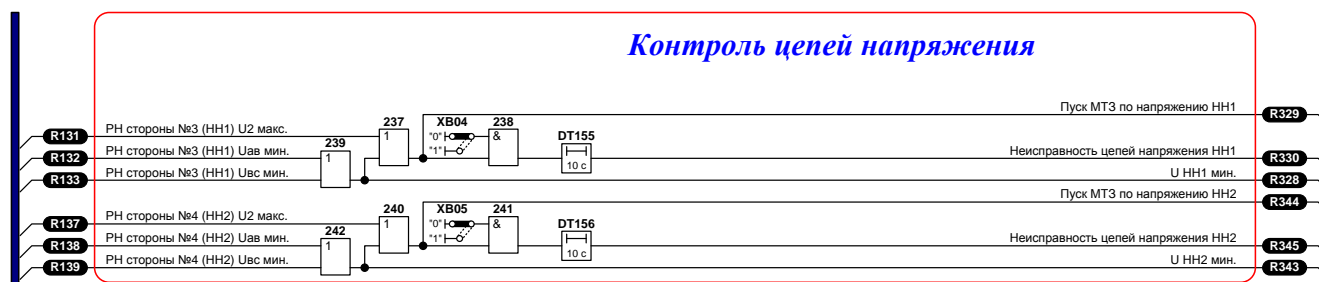 Контроль цепей напряжения
Пуск МТЗ по напряжению НН1
R329
R131
РН стороны №3 (НН1) U2 макс.
237
1
XB04
"0"
"1"
238
&
DT155
10 с
R132
РН стороны №3 (НН1) Uав мин.
239
1
Неисправность цепей напряжения НН1
R330
R133
РН стороны №3 (НН1) Uвс мин.
U НН1 мин.
R328
Пуск МТЗ по напряжению НН2
R344
R137
РН стороны №4 (НН2) U2 макс.
240
1
XB05
"0"
"1"
241
&
DT156
10 с
R138
РН стороны №4 (НН2) Uав мин.
242
1
Неисправность цепей напряжения НН2
R345
R139
РН стороны №4 (НН2) Uвс мин.
U НН2 мин.
R343